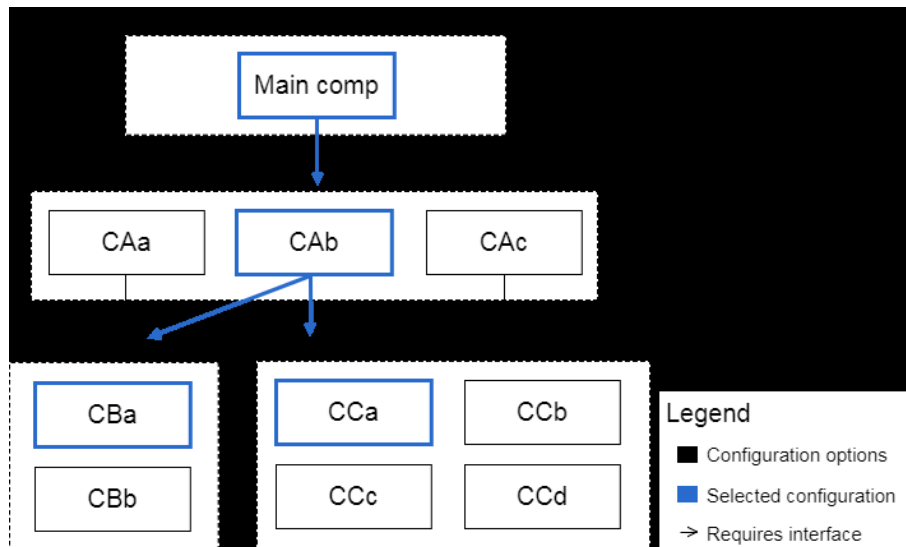 Main comp
CAa CAb CAc
CBa CCa CCb
CBb CCc CCd
Legend
Configuration options
Selected configuration
Requires interface